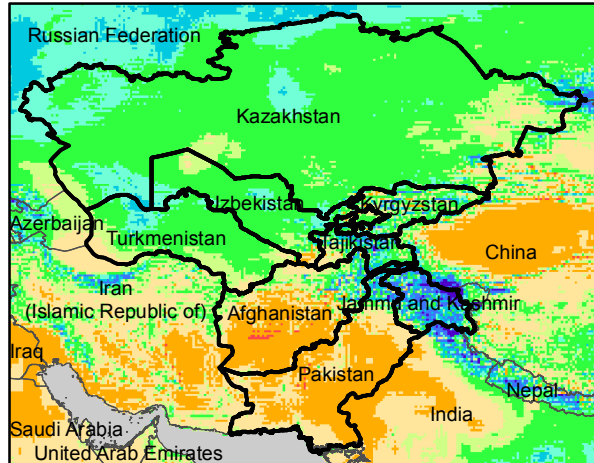 Russian Federation
Kazakhstan
Uzbekistan
Kyrgyzstan
Azerbaijan
Turkmenistan
Tajikistan
China
Iran
(Islamic Republic of)
Afghanistan
Jammu and Kashmir
Iraq
Pakistan
Nepal
India
Saudi Arabia
United Arab Emirates